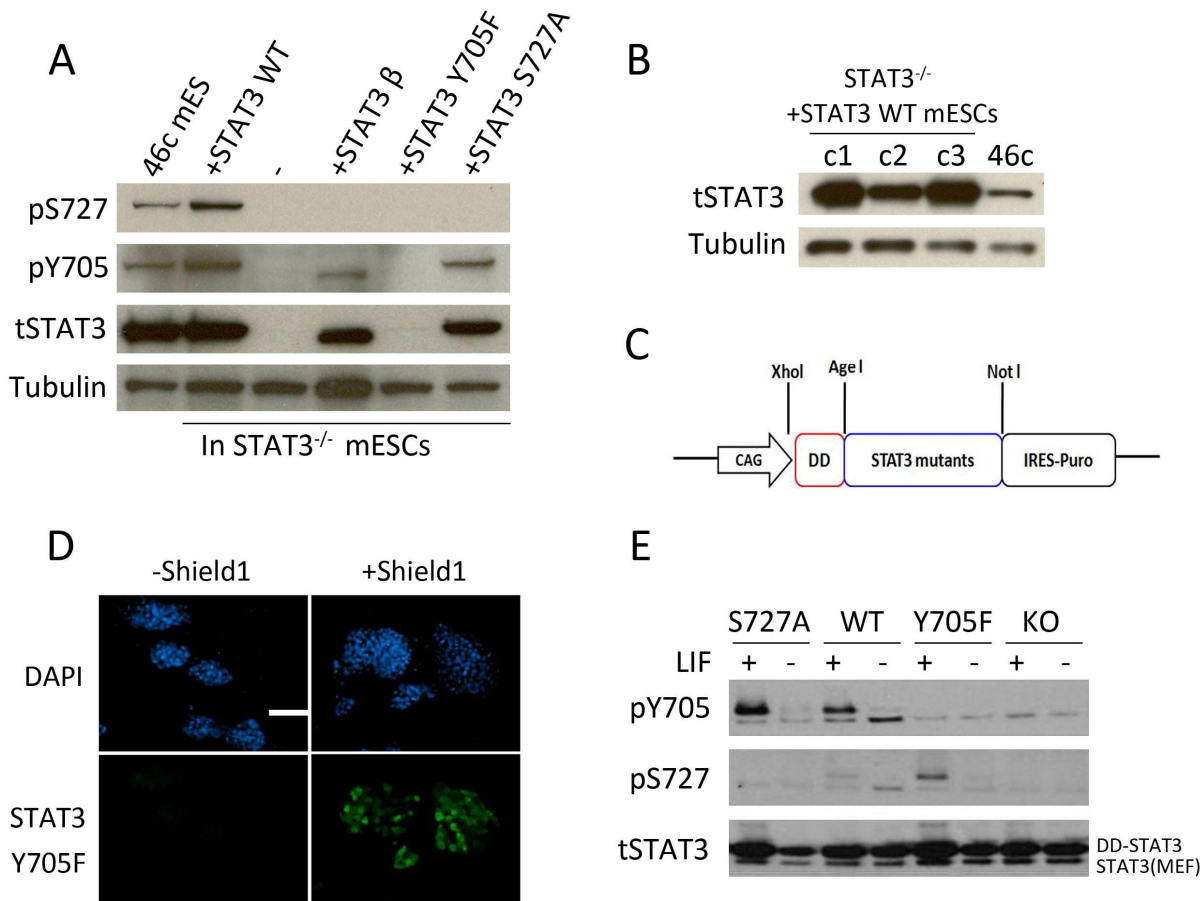 A
46c mES
+STAT3 WT
-
+STAT3 β
+STAT3 Y705F
+STAT3 S727A
pS727
pY705
tSTAT3
Tubulin
In STAT3-/- mESCs
B
STAT3-/-
+STAT3 WT mESCs
c1 c2 c3 46c
tSTAT3
Tubulin
C
XhoI Age I Not I
CAG DD STAT3 mutants IRES-Puro
D
-Shield1 +Shield1
DAPI
STAT3
Y705F
E
S727A WT Y705F KO
LIF + - + - + - + -
pY705
pS727
tSTAT3
DD-STAT3
STAT3(MEF)